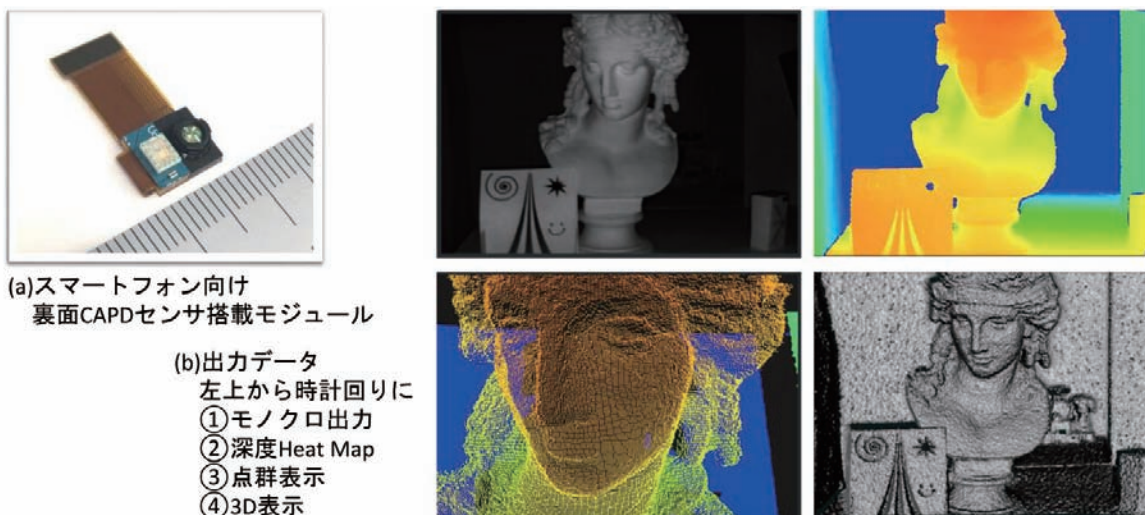 (a)スマートフォン向け
裏面CAPDセンサ搭載モジュール
(b)出力データ
左上から時計回りに
①モノクロ出力
②深度Heat Map
③点群表示
④3D表示